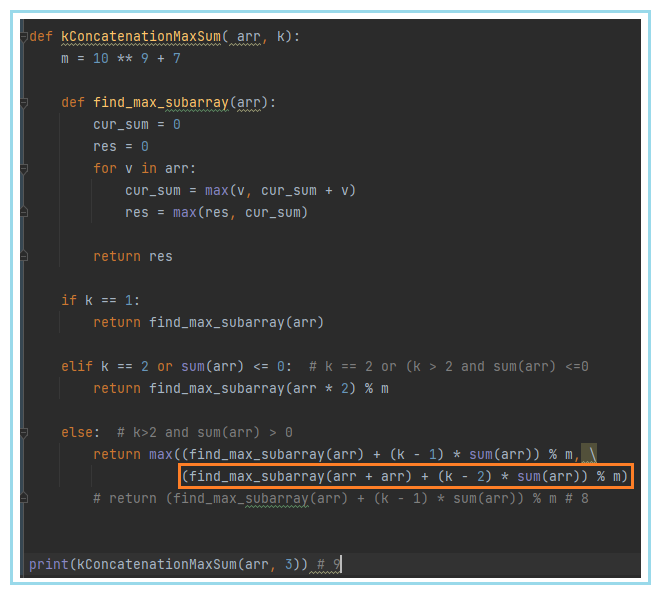 def kConcatenationMaxSum( arr, k):
    m = 10 ** 9 + 7
    def find_max_subarray(arr):
        cur_sum = 0
        res = 0
        for v in arr:
            cur_sum = max(v, cur_sum + v)
            res = max(res, cur_sum)
        return res
    if k == 1:
        return find_max_subarray(arr)
    elif k == 2 or sum(arr) <= 0:  # k == 2 or (k > 2 and sum(arr) <=0
        return find_max_subarray(arr * 2) % m
    else:  # k>2 and sum(arr) > 0
        return max((find_max_subarray(arr) + (k - 1) * sum(arr)) % m, \
                   (find_max_subarray(arr + arr) + (k - 2) * sum(arr)) % m)
        # return (find_max_subarray(arr) + (k - 1) * sum(arr)) % m # 8
print(kConcatenationMaxSum(arr, 3)) # 9